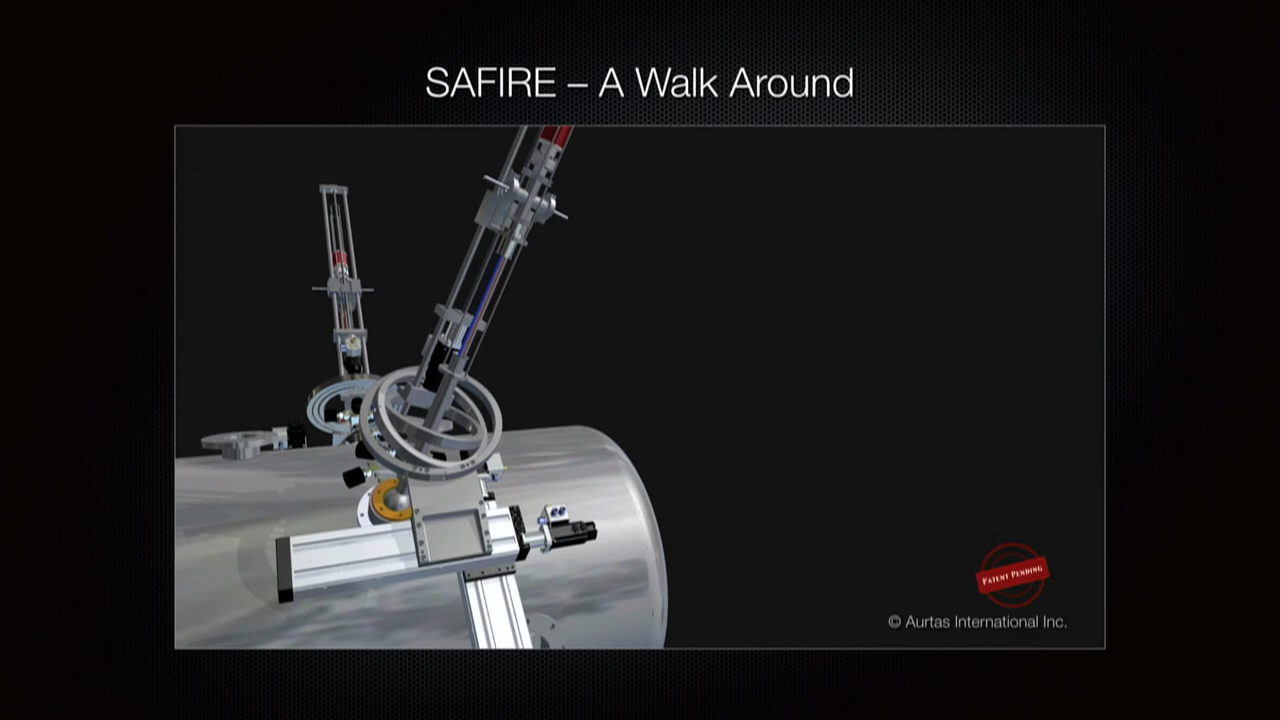 SAFIRE – A Walk Around
PATENT PENDING
© Aurtas International Inc.